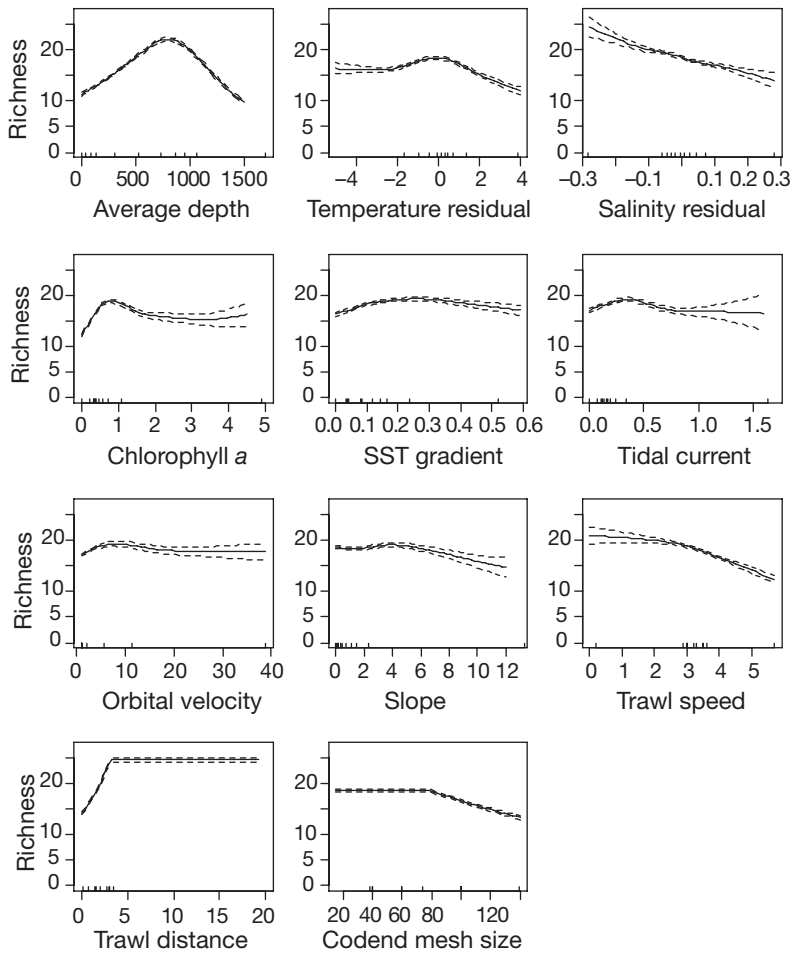 Richness
20
10
5
0
0 500 1000 1500
Average depth
20
10
5
0
−4 −2 0 2 4
Temperature residual
20
10
5
0
−0.3 −0.1 0.1 0.2 0.3
Salinity residual
Richness
20
15
5
0
0 1 2 3 4 5
Chlorophyll a
20
15
5
0
0.0 0.1 0.2 0.3 0.4 0.5 0.6
SST gradient
20
15
5
0
0.0 0.5 1.0 1.5
Tidal current
Richness
20
15
5
0
0 10 20 30 40
Orbital velocity
20
15
5
0
0 2 4 6 8 10 12
Slope
20
15
5
0
0 1 2 3 4 5
Trawl speed
Richness
20
10
5
0
0 5 10 15 20
Trawl distance
20
10
5
0
20 40 60 80 120
Codend mesh size